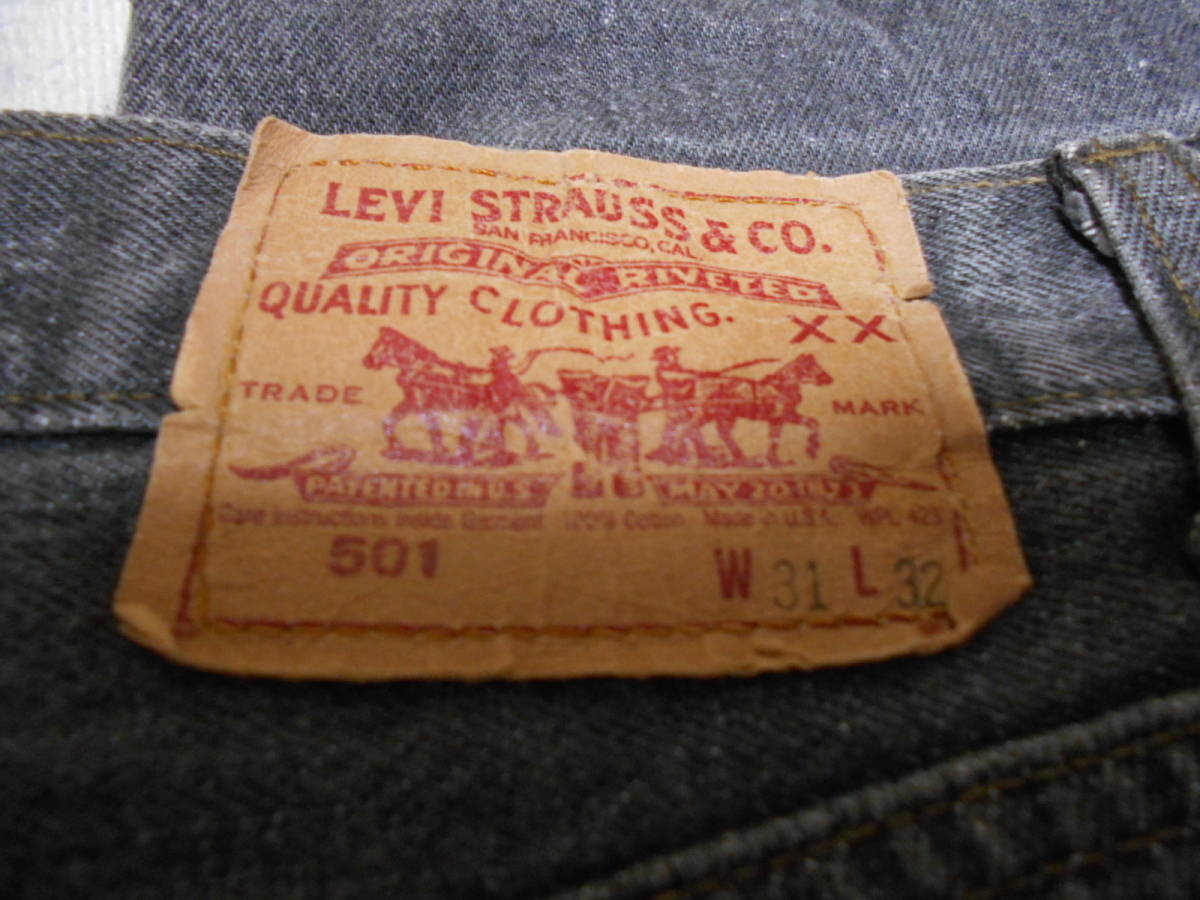 LEVI STRAUSS & CO.
SAN FRANCISCO, CAL
ORIGINAL RIVETED
QUALITY CLOTHING.
XX
TRADE MARK
PATENTED IN U.S. MAY 20 1873
Care Instructions Inside Garment 100% Cotton Made in U.S.A. WPL 423
501 W 31 L 32